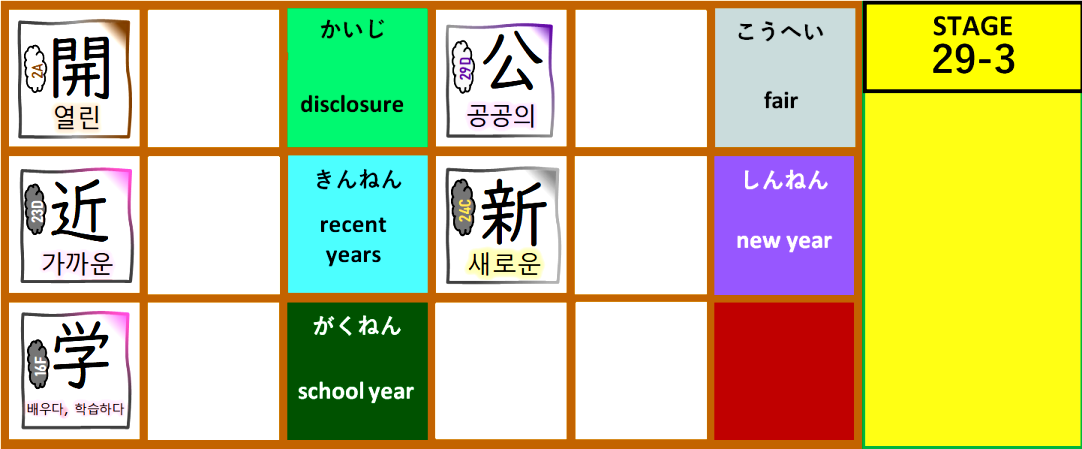 2A
開
열린
かいじ
disclosure
29D
公
공공의
こうへい
fair
STAGE
29-3
23D
近
가까운
きんねん
recent
years
24C
新
새로운
しんねん
new year
16F
学
배우다, 학습하다
がくねん
school year